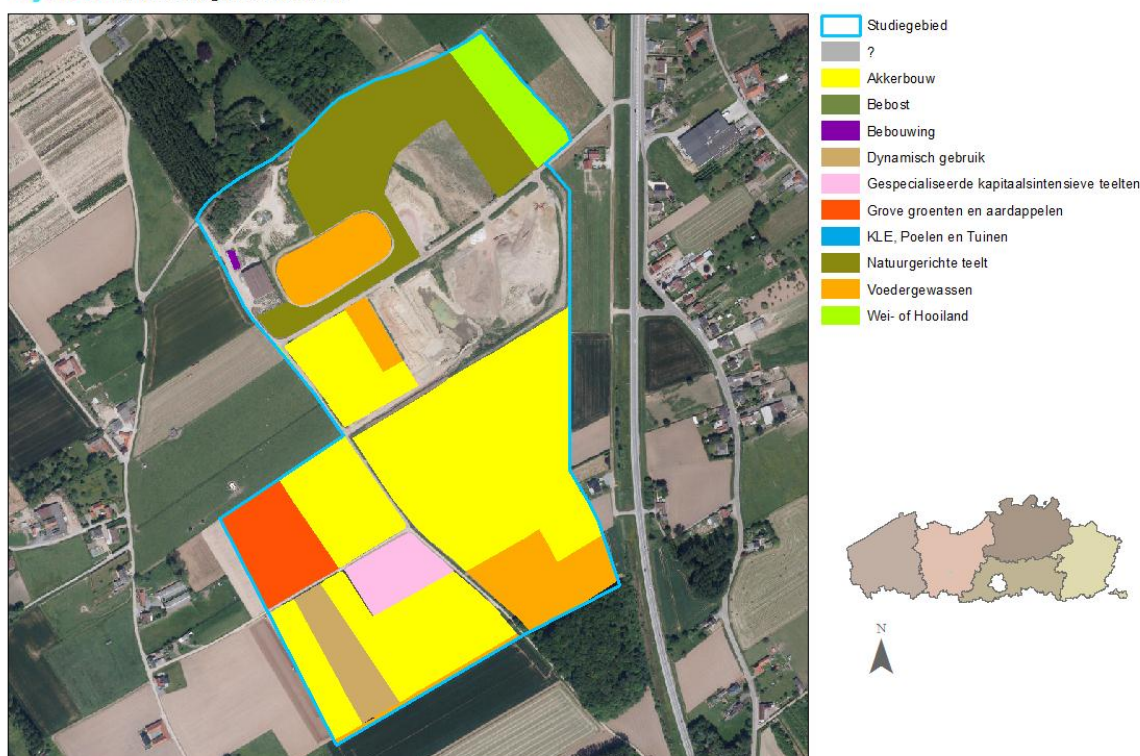 Studiegebied
?
Akkerbouw
Bebost
Bebouwing
Dynamisch gebruik
Gespecialiseerde kapitaalsintensieve teelten
Grove groenten en aardappelen
KLE, Poelen en Tuinen
Natuurgerichte teelt
Voedergewassen
Wei- of Hooiland
N